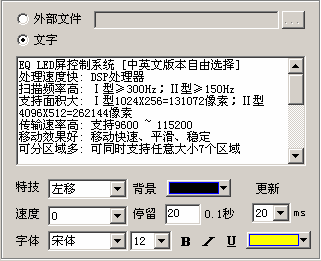 外部文件
...
文字
EQ LED屏控制系统 [中英文版本自由选择]
处理速度快: DSP处理器
扫描频率高: Ⅰ型≥300Hz；Ⅱ型≥150Hz
支持面积大: Ⅰ型1024X256=131072像素；Ⅱ型
4096X512=262144像素
传输速率高: 支持9600 ~ 115200
移动效果好: 移动快速、平滑、稳定
可分区域多: 可同时支持任意大小7个区域
特技 左移 背景 更新
速度 0 停留 20 0.1秒 20 ms
字体 宋体 12 B I U